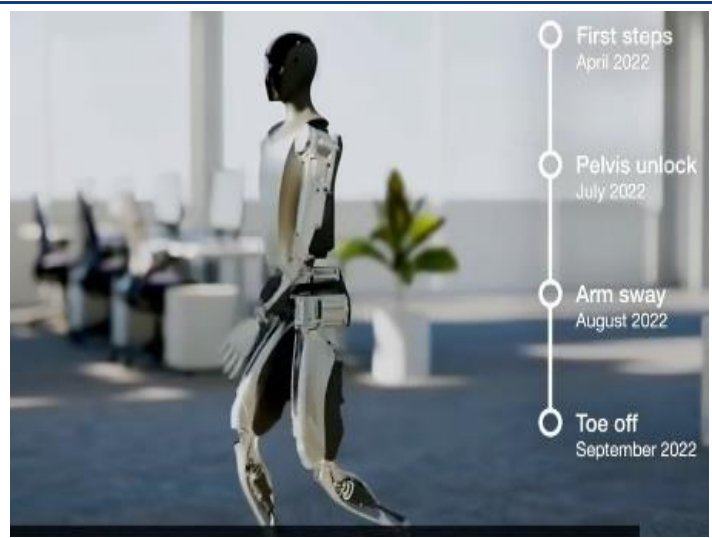 First steps
April 2022
Pelvis unlock
July 2022
Arm sway
August 2022
Toe off
September 2022